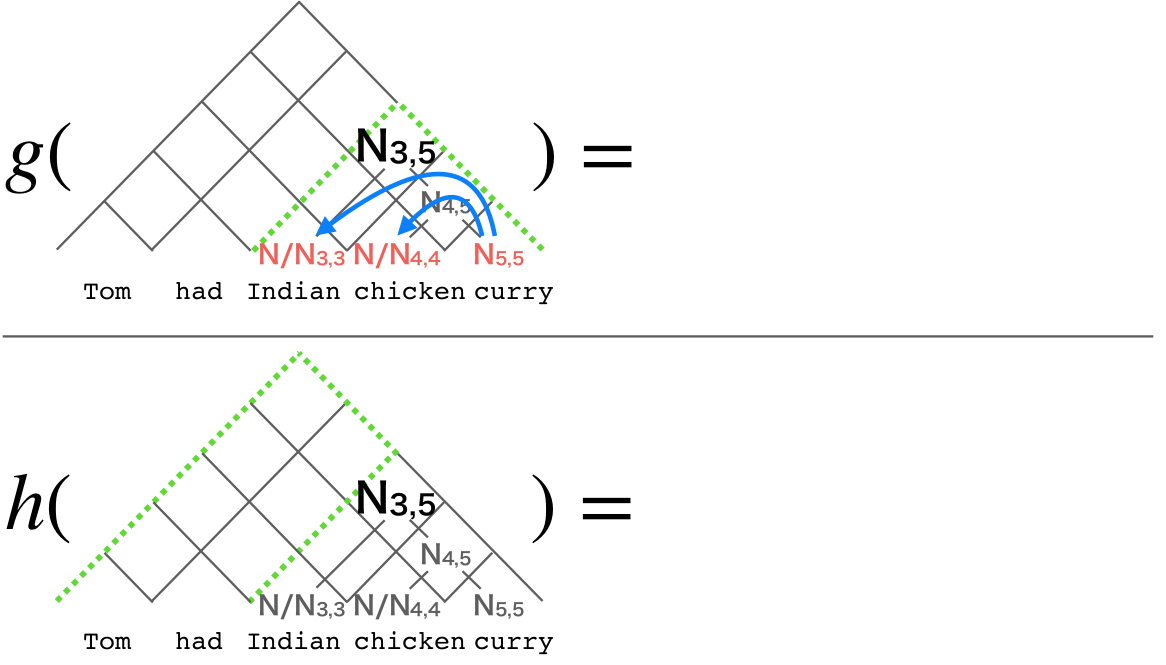 g( N3,5 ) =
N4,5
N/N3,3 N/N4,4 N5,5
Tom had Indian chicken curry
h( N3,5 ) =
N4,5
N/N3,3 N/N4,4 N5,5
Tom had Indian chicken curry